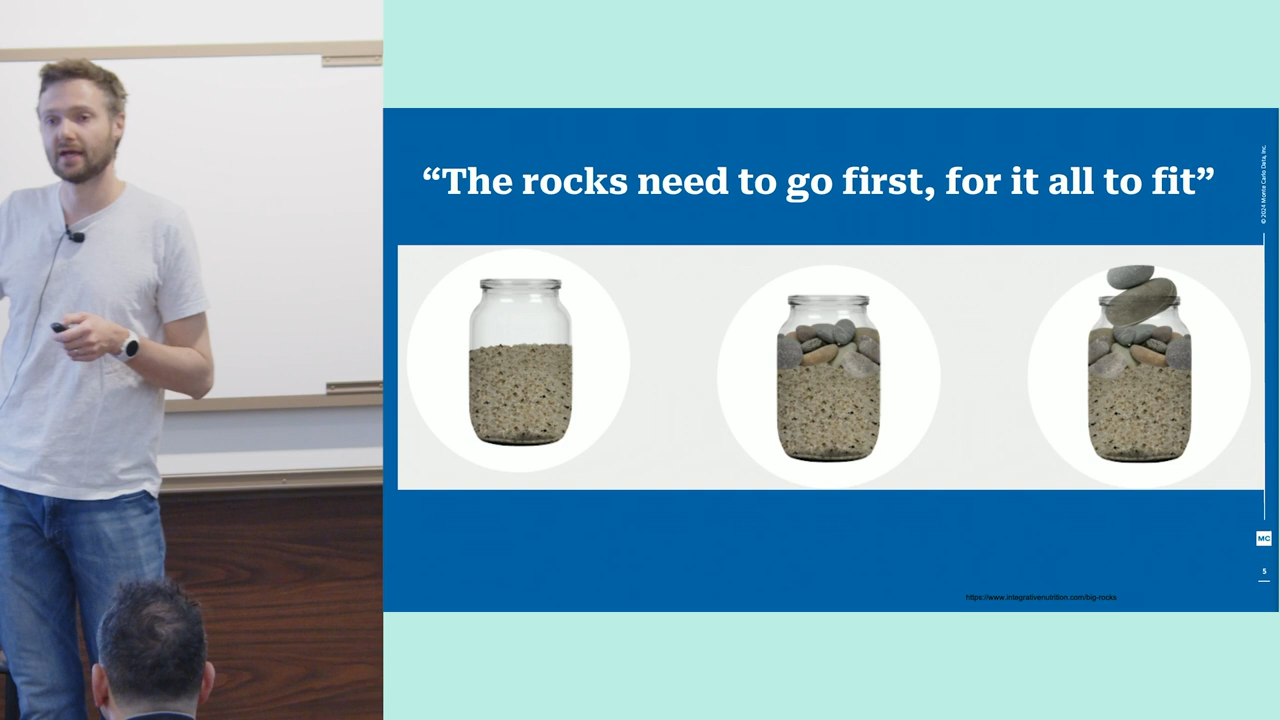 “The rocks need to go first, for it all to fit”
© 2024 Monte Carlo Data, Inc.
MC
5
https://www.integrativenutrition.com/big-rocks